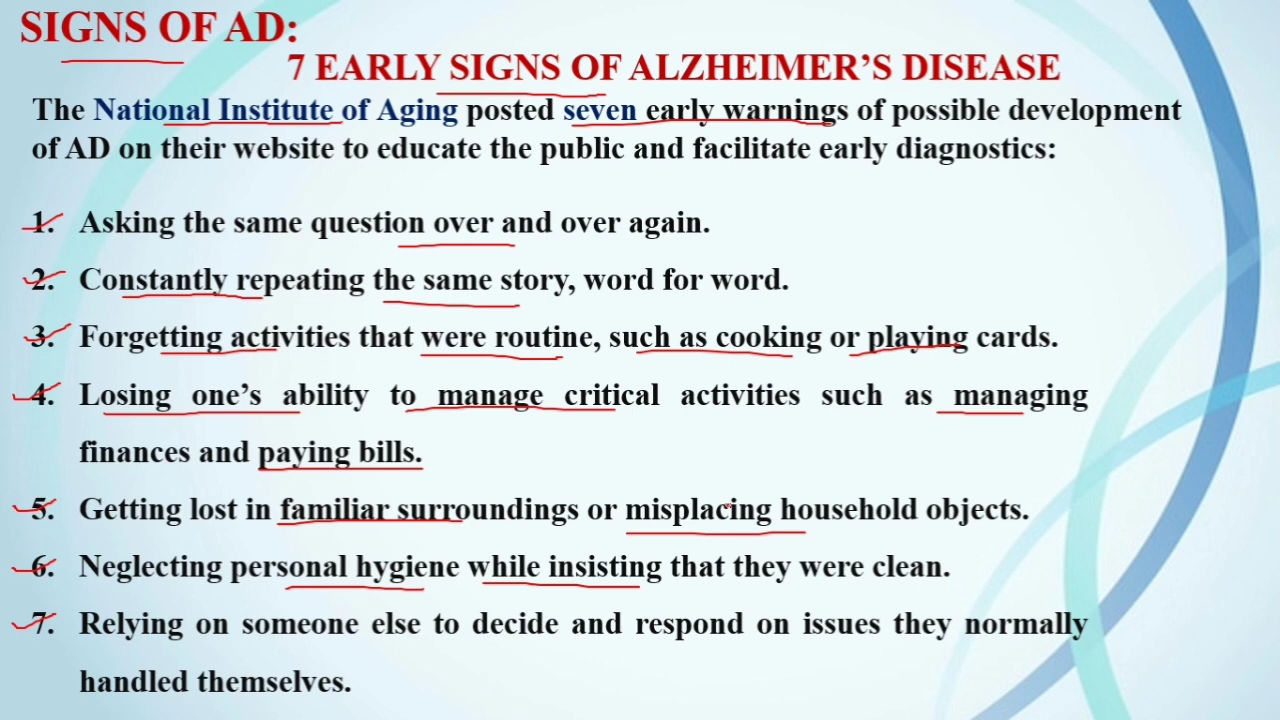 SIGNS OF AD:
7 EARLY SIGNS OF ALZHEIMER’S DISEASE
The National Institute of Aging posted seven early warnings of possible development
of AD on their website to educate the public and facilitate early diagnostics:
1. Asking the same question over and over again.
2. Constantly repeating the same story, word for word.
3. Forgetting activities that were routine, such as cooking or playing cards.
4. Losing one’s ability to manage critical activities such as managing
finances and paying bills.
5. Getting lost in familiar surroundings or misplacing household objects.
6. Neglecting personal hygiene while insisting that they were clean.
7. Relying on someone else to decide and respond on issues they normally
handled themselves.